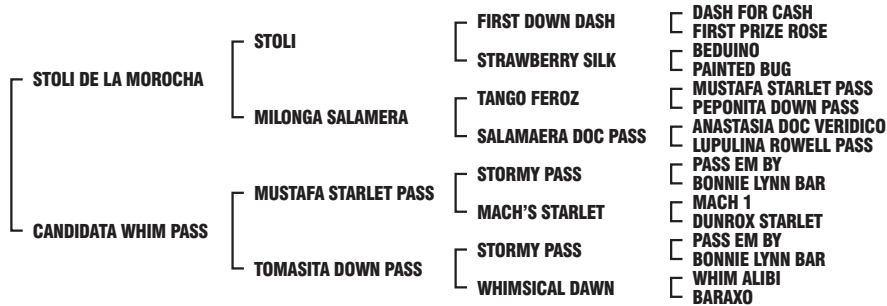 STOLI DE LA MOROCHA
CANDIDATA WHIM PASS
STOLI
MILONGA SALAMERA
MUSTAFA STARLET PASS
TOMASITA DOWN PASS
FIRST DOWN DASH
STRAWBERRY SILK
TANGO FEROZ
SALAMAERA DOC PASS
STORMY PASS
MACH'S STARLET
STORMY PASS
WHIMSICAL DAWN
DASH FOR CASH
FIRST PRIZE ROSE
BEDUINO
PAINTED BUG
MUSTAFA STARLET PASS
PEPONITA DOWN PASS
ANASTASIA DOC VERIDICO
LUPULINA ROWELL PASS
PASS EM BY
BONNIE LYNN BAR
MACH 1
DUNROX STARLET
PASS EM BY
BONNIE LYNN BAR
WHIM ALIBI
BARAXO